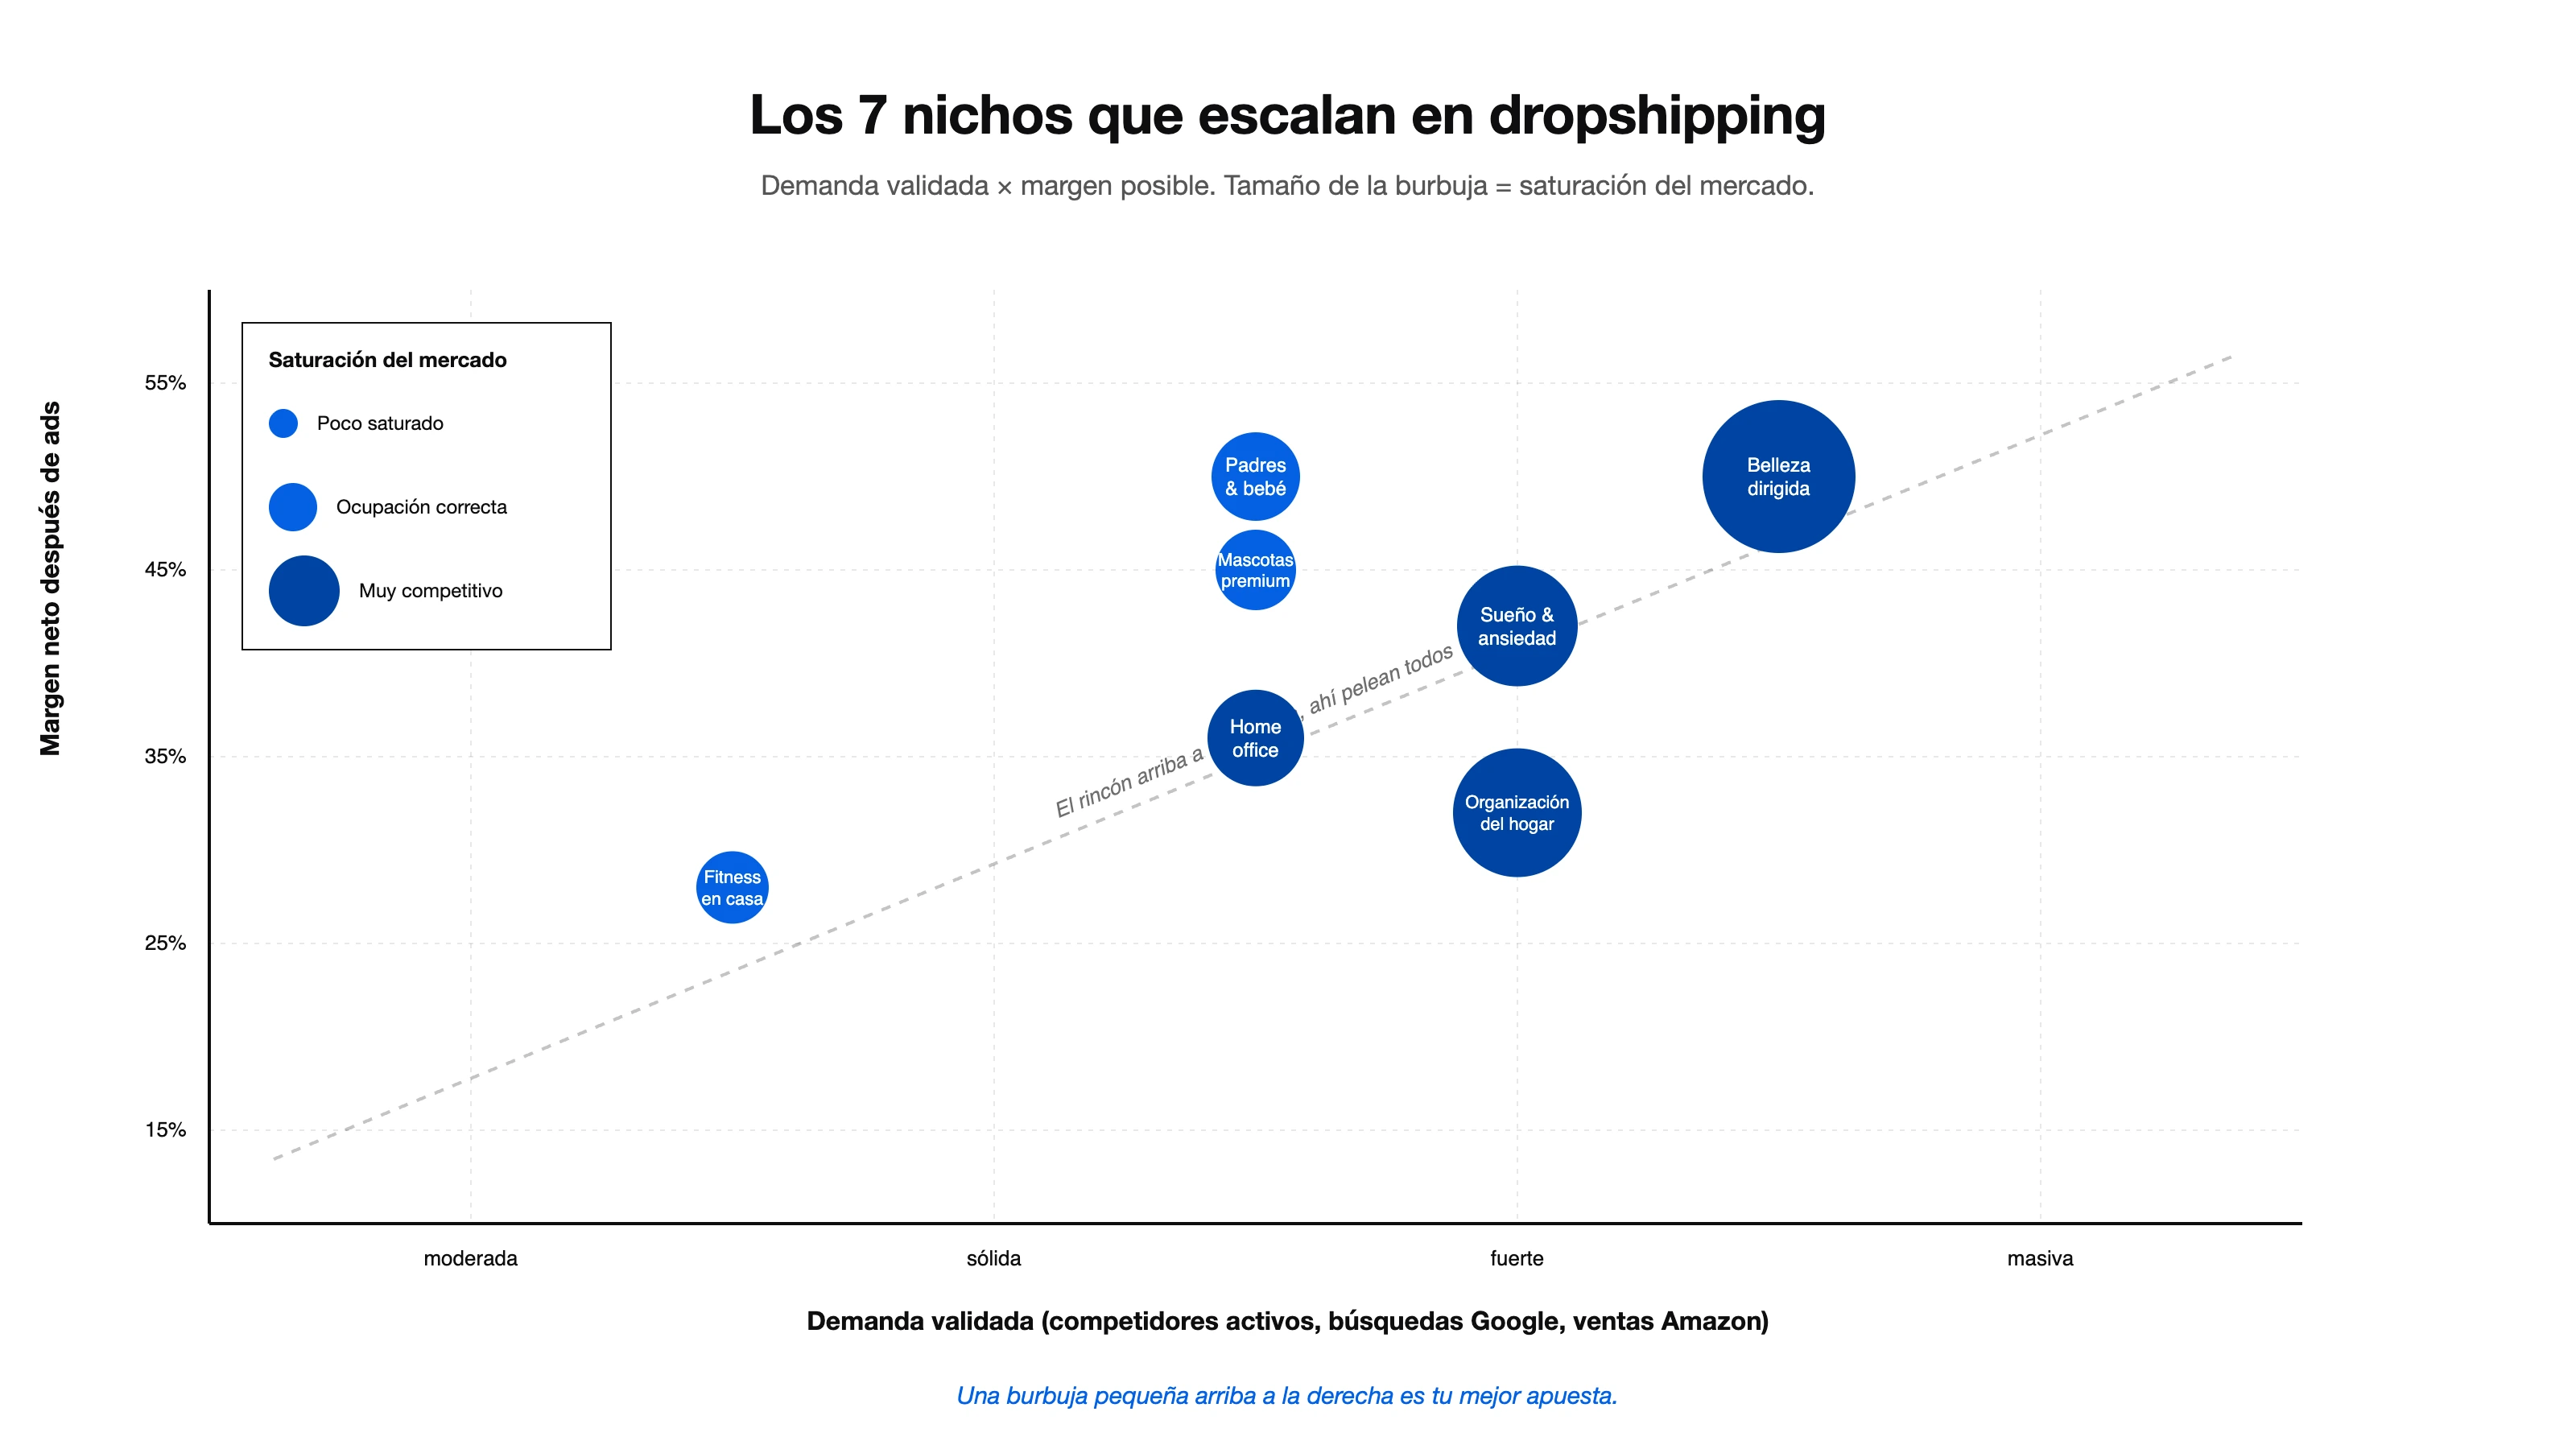 Los 7 nichos que escalan en dropshipping
Demanda validada × margen posible. Tamaño de la burbuja = saturación del mercado.
Saturación del mercado
Poco saturado
Ocupación correcta
Muy competitivo
Margen neto después de ads
55%
45%
35%
25%
15%
Padres
& bebé
Mascotas
premium
Belleza
dirigida
Sueño &
ansiedad
El rincón arriba a
, ahí pelean todos
Home
office
Organización
del hogar
Fitness
en casa
moderada
sólida
fuerte
masiva
Demanda validada (competidores activos, búsquedas Google, ventas Amazon)
Una burbuja pequeña arriba a la derecha es tu mejor apuesta.